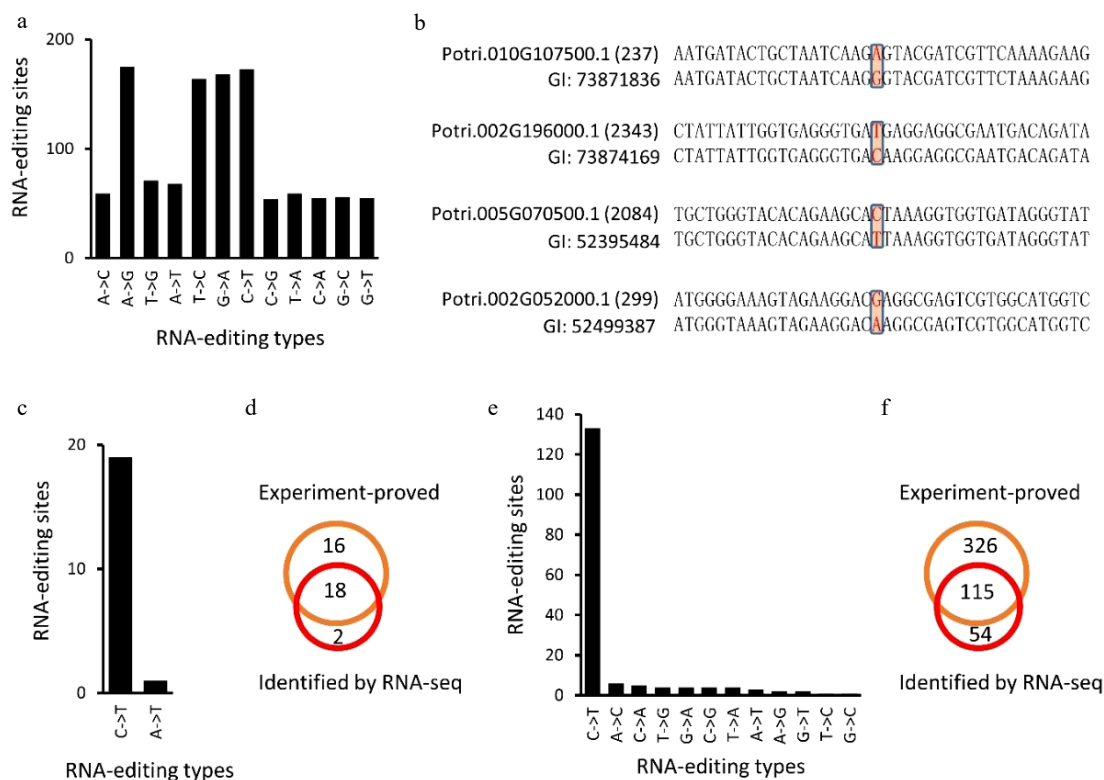 a
200
100
0
RNA-editing sites
A->C
A->G
T->G
A->T
T->C
G->A
C->T
C->G
T->A
C->A
G->C
G->T
RNA-editing types
b
Potri.010G107500.1 (237) AATGATACTGCTAATCAAGAGTACGATCGTTCAAAAGAAG
GI: 73871836 AATGATACTGCTAATCAAGGGTACGATCGTTCTAAAGAAG
Potri.002G196000.1 (2343) CTATTATTGGTGAGGGTGATGAGGAGGCGAATGACAGATA
GI: 73874169 CTATTATTGGTGAGGGTGACAAGGAGGCGAATGACAGATA
Potri.005G070500.1 (2084) TGCTGGGTACACAGAAGCACTAAAGGTGGTGATAGGGTAT
GI: 52395484 TGCTGGGTACACAGAAGCATTAAAGGTGGTGATAGGGTAT
Potri.002G052000.1 (299) ATGGGGAAAGTAGAAGGACGAGGCGAGTCGTGGCATGGTC
GI: 52499387 ATGGGTAAAGTAGAAGGACAAGGCGAGTCGTGGCATGGTC
c
20
10
0
RNA-editing sites
C->T
A->T
RNA-editing types
d
Experiment-proved
16
18
2
Identified by RNA-seq
e
140
120
100
80
60
40
20
0
RNA-editing sites
C->T
A->C
C->A
T->G
G->A
C->G
T->A
A->T
A->G
G->T
T->C
G->C
RNA-editing types
f
Experiment-proved
326
115
54
Identified by RNA-seq